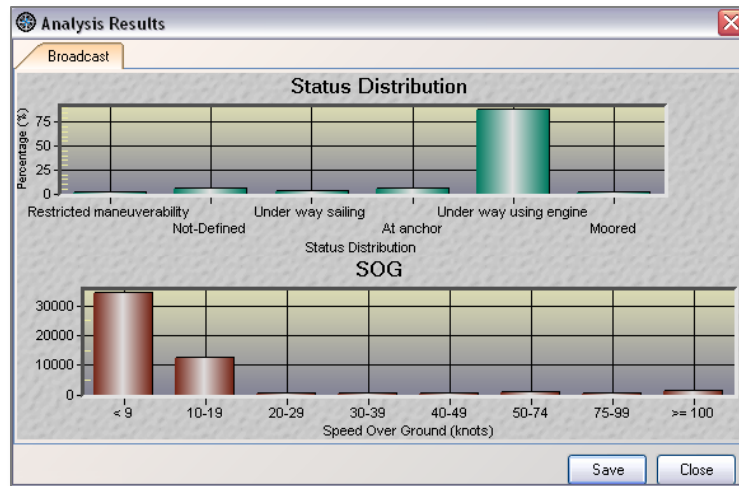 Analysis Results
Broadcast
Status Distribution
Percentage (%)
75
50
25
0
Restricted maneuverability
Not-Defined
Under way sailing
At anchor
Under way using engine
Moored
Status Distribution
SOG
30000
20000
10000
0
< 9
10-19
20-29
30-39
40-49
50-74
75-99
>= 100
Speed Over Ground (knots)
Save
Close